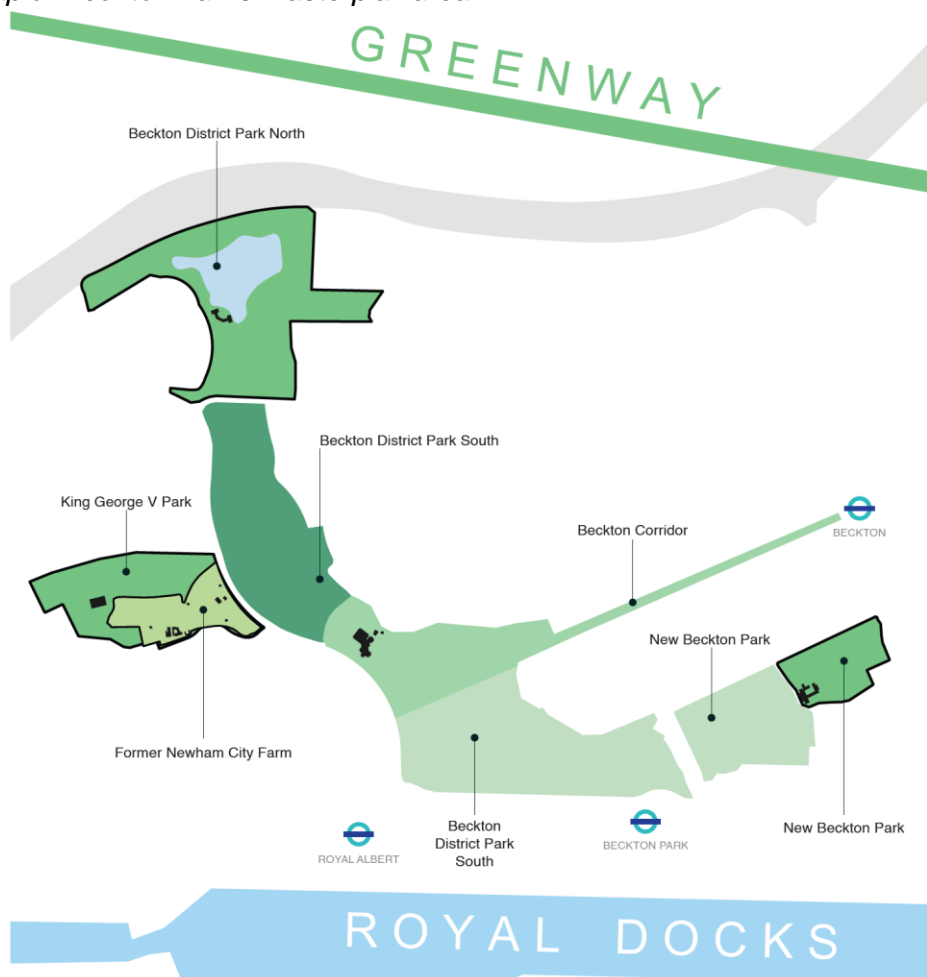 GREENWAY
Beckton District Park North
Beckton District Park South
King George V Park
Beckton Corridor
BECKTON
New Beckton Park
Former Newham City Farm
Beckton
District Park
South
New Beckton Park
ROYAL ALBERT
BECKTON PARK
ROYAL DOCKS